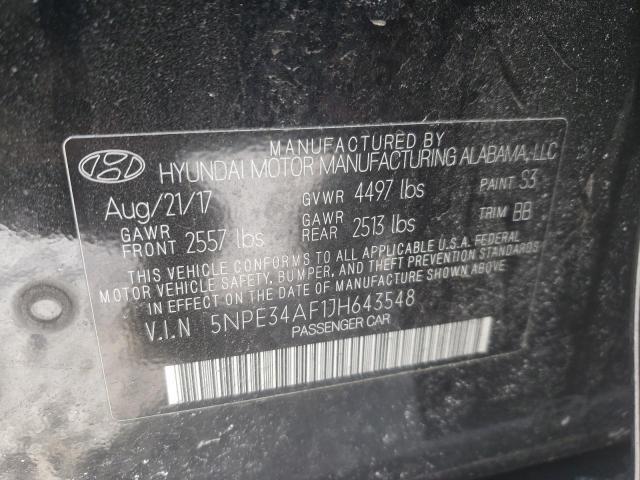 MANUFACTURED BY
HYUNDAI MOTOR MANUFACTURING ALABAMA, LLC
Aug/21/17 GVWR 4497 lbs PAINT S3
GAWR FRONT 2557 lbs GAWR REAR 2513 lbs TRIM BB
THIS VEHICLE CONFORMS TO ALL APPLICABLE U.S.A. FEDERAL
MOTOR VEHICLE SAFETY, BUMPER, AND THEFT PREVENTION STANDARDS
IN EFFECT ON THE DATE OF MANUFACTURE SHOWN ABOVE.
V.I.N 5NPE34AF1JH643548
PASSENGER CAR